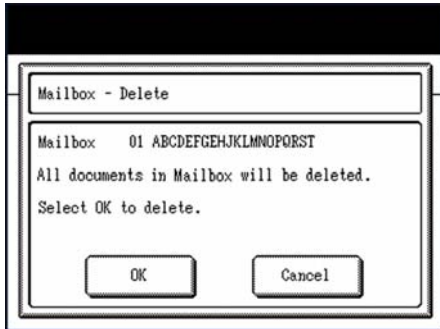 Mailbox - Delete
Mailbox 01 ABCDEFGEHJKLMNOPQRST
All documents in Mailbox will be deleted.
Select OK to delete.
OK Cancel